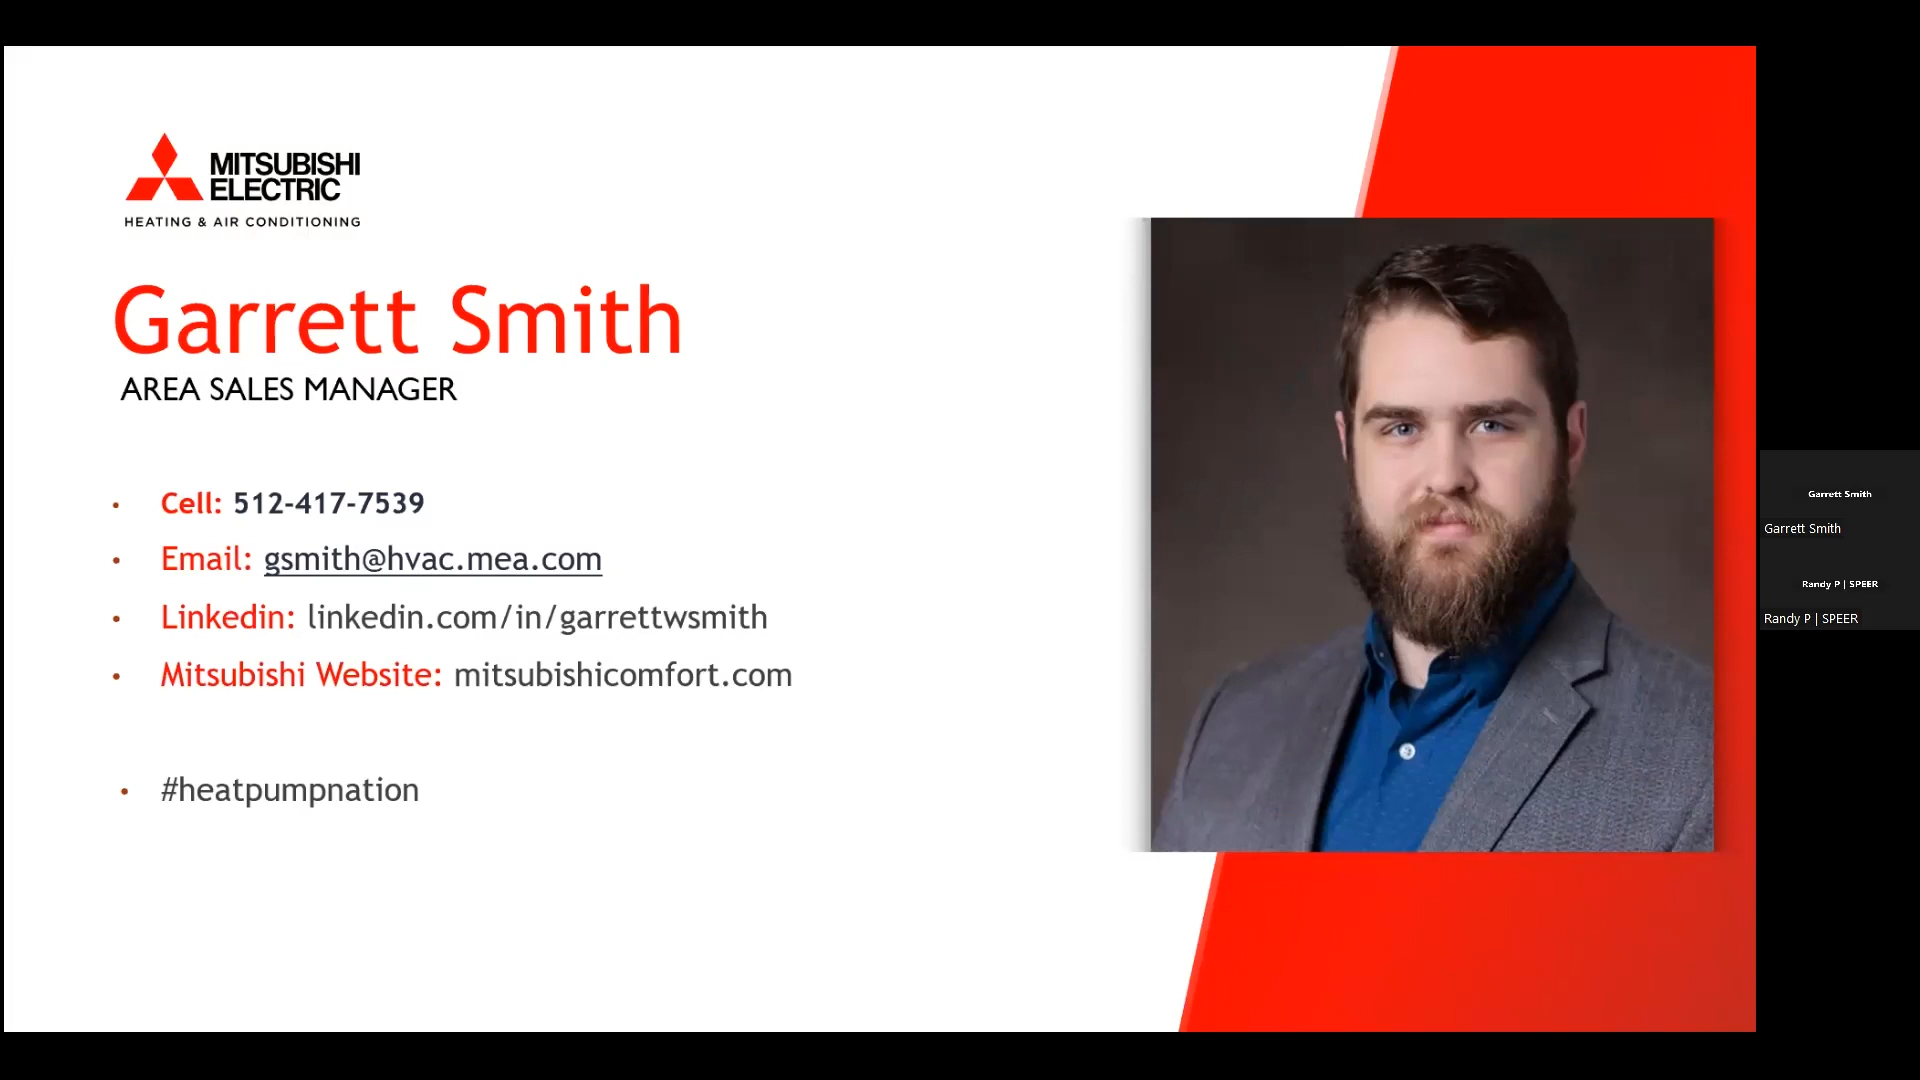 MITSUBISHI
ELECTRIC
HEATING & AIR CONDITIONING
Garrett Smith
AREA SALES MANAGER
• Cell: 512-417-7539
• Email: gsmith@hvac.mea.com
• Linkedin: linkedin.com/in/garrettwsmith
• Mitsubishi Website: mitsubishicomfort.com
• #heatpumpnation
Garrett Smith
Garrett Smith
Randy P | SPEER
Randy P | SPEER